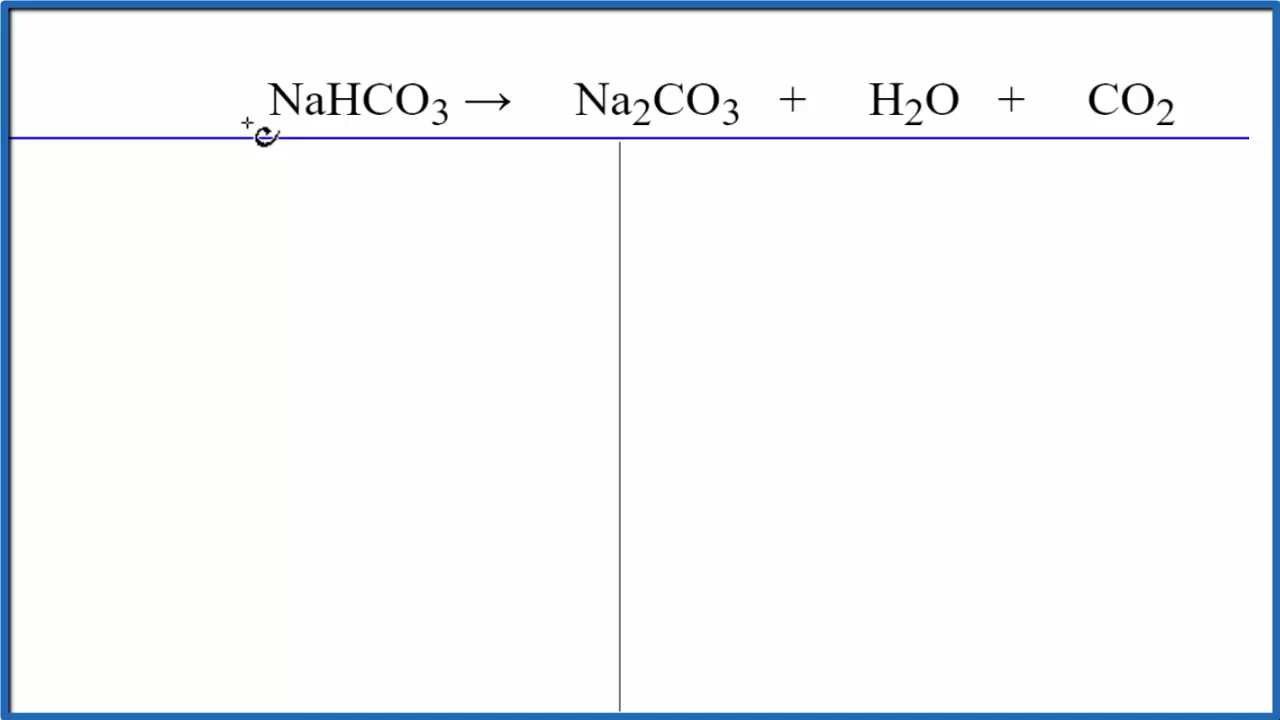 NaHCO₃ → Na₂CO₃ + H₂O + CO₂